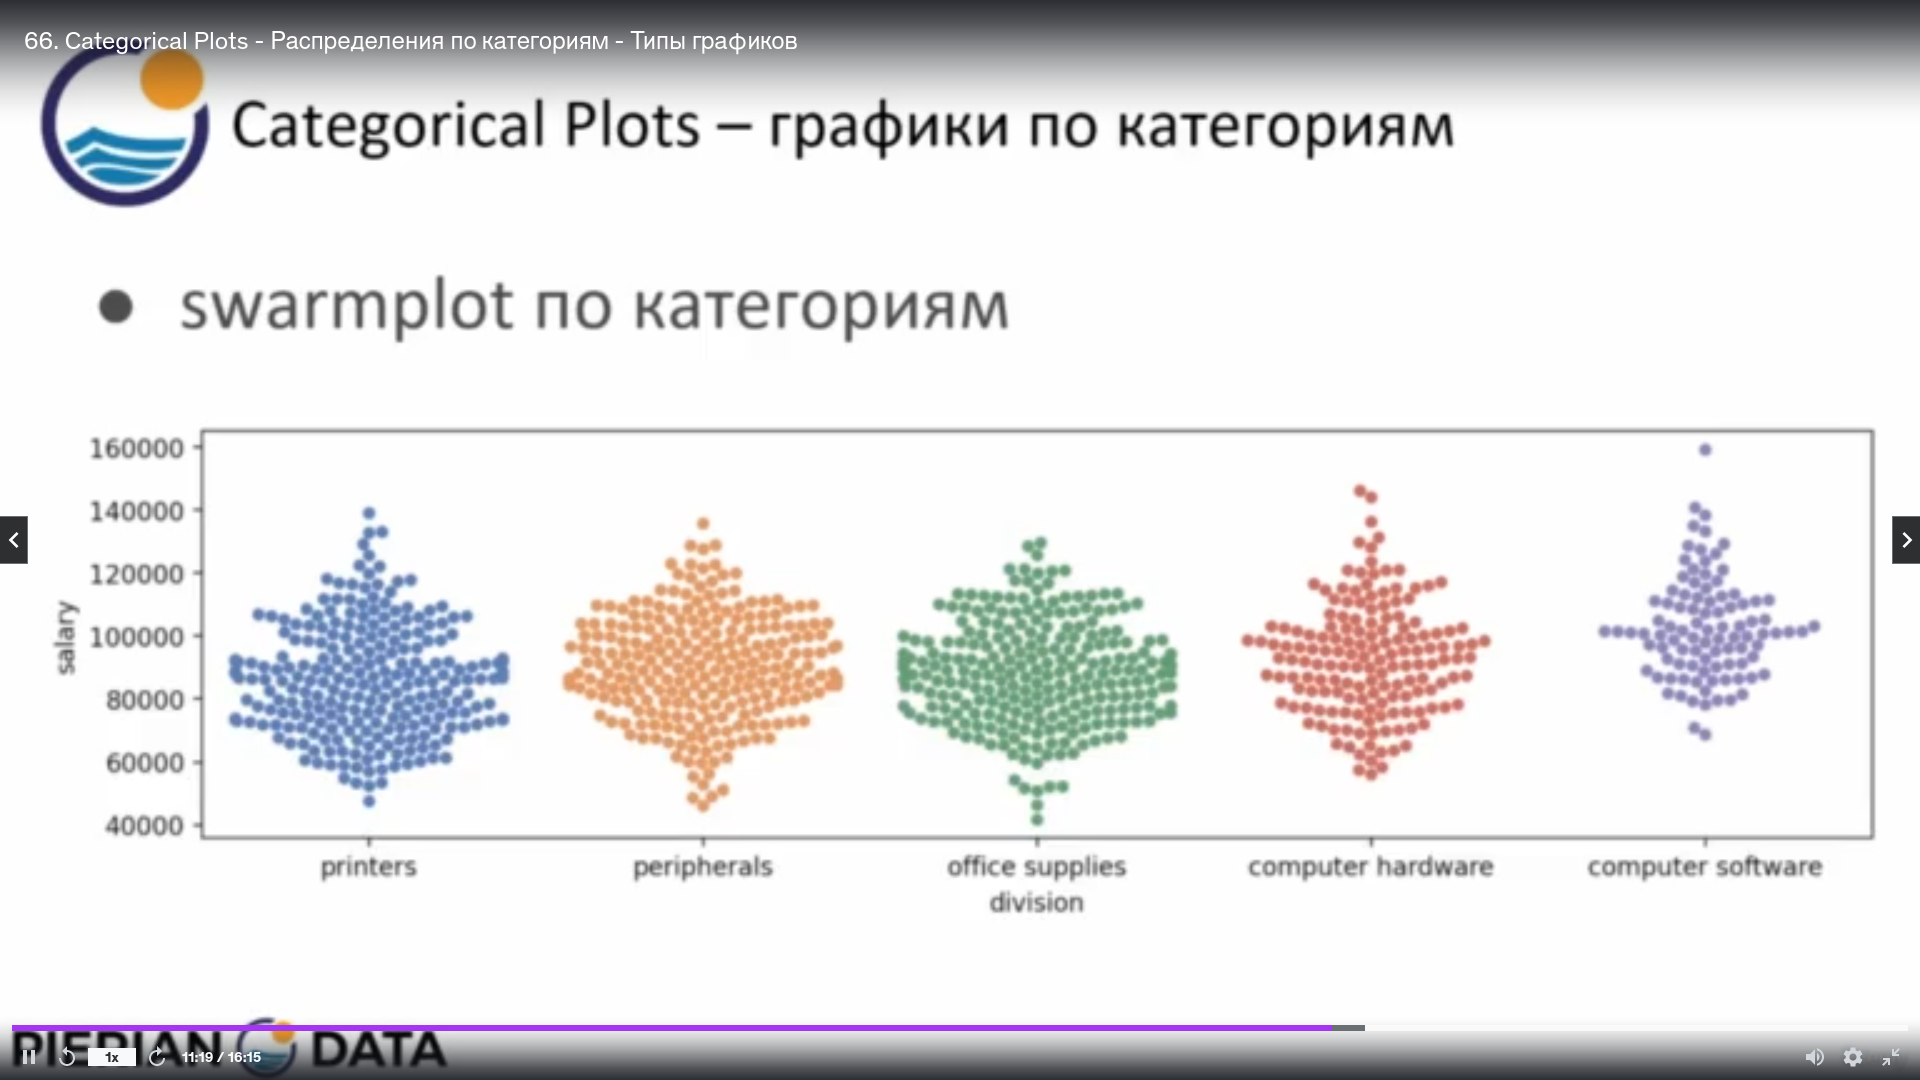 66. Categorical Plots - Распределения по категориям - Типы графиков
Categorical Plots – графики по категориям
● swarmplot по категориям
160000
140000
120000
100000
80000
60000
40000
salary
printers
peripherals
office supplies
computer hardware
computer software
division
PIERIAN DATA
1x
11:19 / 16:15